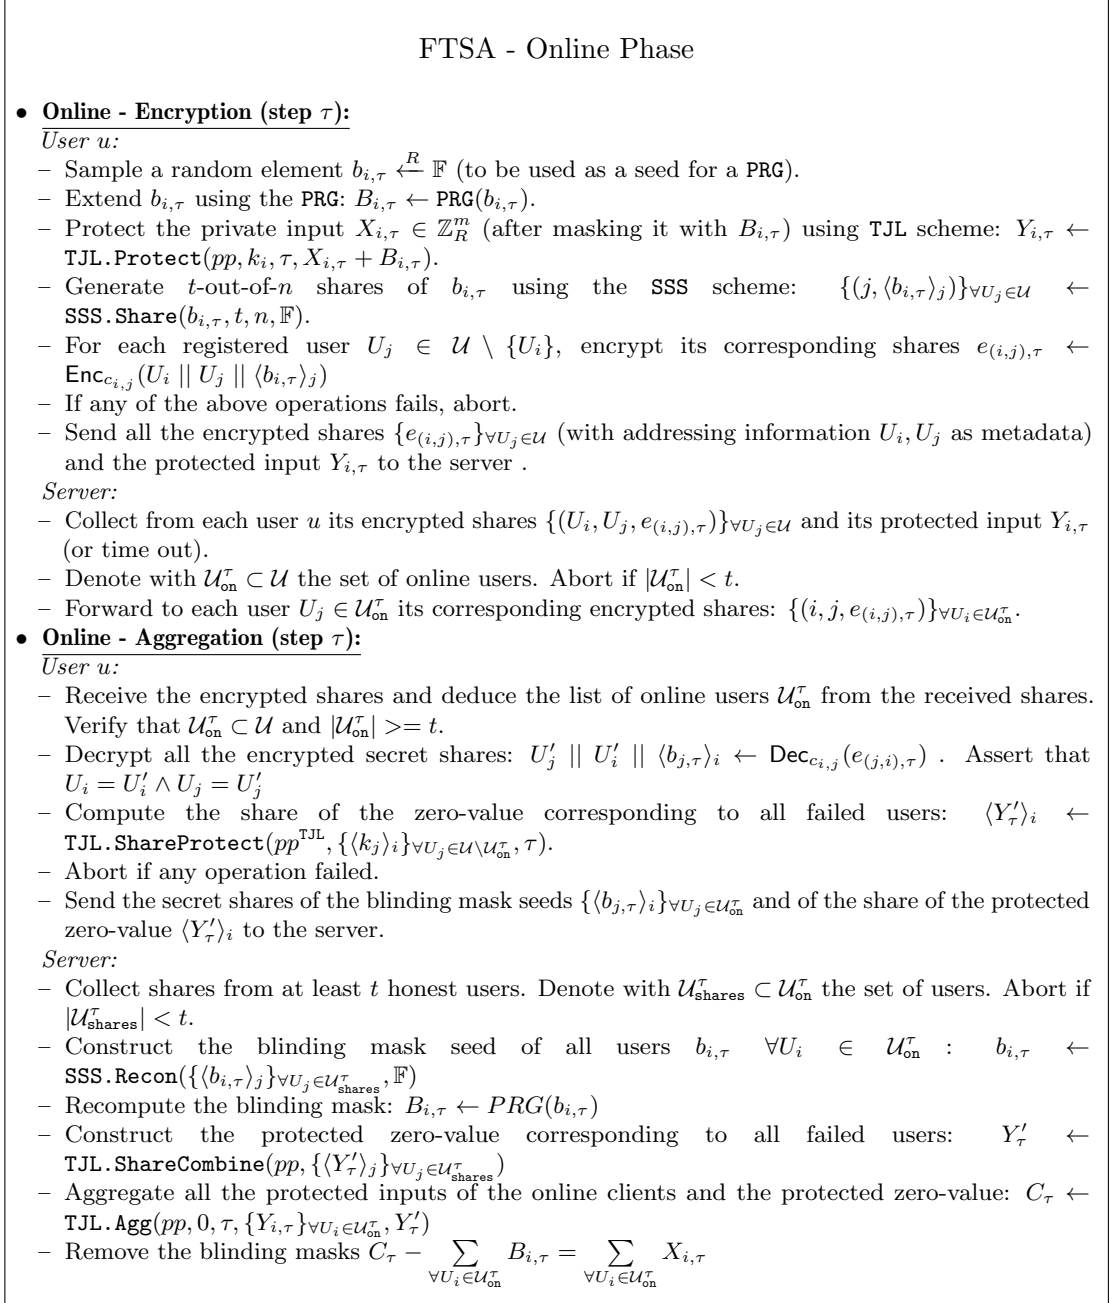 FTSA - Online Phase
• Online - Encryption (step τ):
User u:
– Sample a random element b_{i,τ} ←^R 𝔽 (to be used as a seed for a PRG).
– Extend b_{i,τ} using the PRG: B_{i,τ} ← PRG(b_{i,τ}).
– Protect the private input X_{i,τ} ∈ ℤ_R^m (after masking it with B_{i,τ}) using TJL scheme: Y_{i,τ} ←
TJL.Protect(pp, k_i, τ, X_{i,τ} + B_{i,τ}).
– Generate t-out-of-n shares of b_{i,τ} using the SSS scheme: {(j, ⟨b_{i,τ}⟩_j)}_{∀U_j∈𝒰} ←
SSS.Share(b_{i,τ}, t, n, 𝔽).
– For each registered user U_j ∈ 𝒰 \ {U_i}, encrypt its corresponding shares e_{(i,j),τ} ←
Enc_{c_{i,j}}(U_i || U_j || ⟨b_{i,τ}⟩_j)
– If any of the above operations fails, abort.
– Send all the encrypted shares {e_{(i,j),τ}}_{∀U_j∈𝒰} (with addressing information U_i, U_j as metadata)
and the protected input Y_{i,τ} to the server .
Server:
– Collect from each user u its encrypted shares {(U_i, U_j, e_{(i,j),τ})}_{∀U_j∈𝒰} and its protected input Y_{i,τ}
(or time out).
– Denote with 𝒰_on^τ ⊂ 𝒰 the set of online users. Abort if |𝒰_on^τ| < t.
– Forward to each user U_j ∈ 𝒰_on^τ its corresponding encrypted shares: {(i, j, e_{(i,j),τ})}_{∀U_i∈𝒰_on^τ}.
• Online - Aggregation (step τ):
User u:
– Receive the encrypted shares and deduce the list of online users 𝒰_on^τ from the received shares.
Verify that 𝒰_on^τ ⊂ 𝒰 and |𝒰_on^τ| >= t.
– Decrypt all the encrypted secret shares: U'_j || U'_i || ⟨b_{j,τ}⟩_i ← Dec_{c_{i,j}}(e_{(j,i),τ}) . Assert that
U_i = U'_i ∧ U_j = U'_j
– Compute the share of the zero-value corresponding to all failed users: ⟨Y'_τ⟩_i ←
TJL.ShareProtect(pp^TJL, {⟨k_j⟩_i}_{∀U_j∈𝒰\𝒰_on^τ}, τ).
– Abort if any operation failed.
– Send the secret shares of the blinding mask seeds {⟨b_{j,τ}⟩_i}_{∀U_j∈𝒰_on^τ} and of the share of the protected
zero-value ⟨Y'_τ⟩_i to the server.
Server:
– Collect shares from at least t honest users. Denote with 𝒰_shares^τ ⊂ 𝒰_on^τ the set of users. Abort if
|𝒰_shares^τ| < t.
– Construct the blinding mask seed of all users b_{i,τ} ∀U_i ∈ 𝒰_on^τ : b_{i,τ} ←
SSS.Recon({⟨b_{i,τ}⟩_j}_{∀U_j∈𝒰_shares^τ}, 𝔽)
– Recompute the blinding mask: B_{i,τ} ← PRG(b_{i,τ})
– Construct the protected zero-value corresponding to all failed users: Y'_τ ←
TJL.ShareCombine(pp, {⟨Y'_τ⟩_j}_{∀U_j∈𝒰_shares^τ})
– Aggregate all the protected inputs of the online clients and the protected zero-value: C_τ ←
TJL.Agg(pp, 0, τ, {Y_{i,τ}}_{∀U_i∈𝒰_on^τ}, Y'_τ)
– Remove the blinding masks C_τ − ∑_{∀U_i∈𝒰_on^τ} B_{i,τ} = ∑_{∀U_i∈𝒰_on^τ} X_{i,τ}